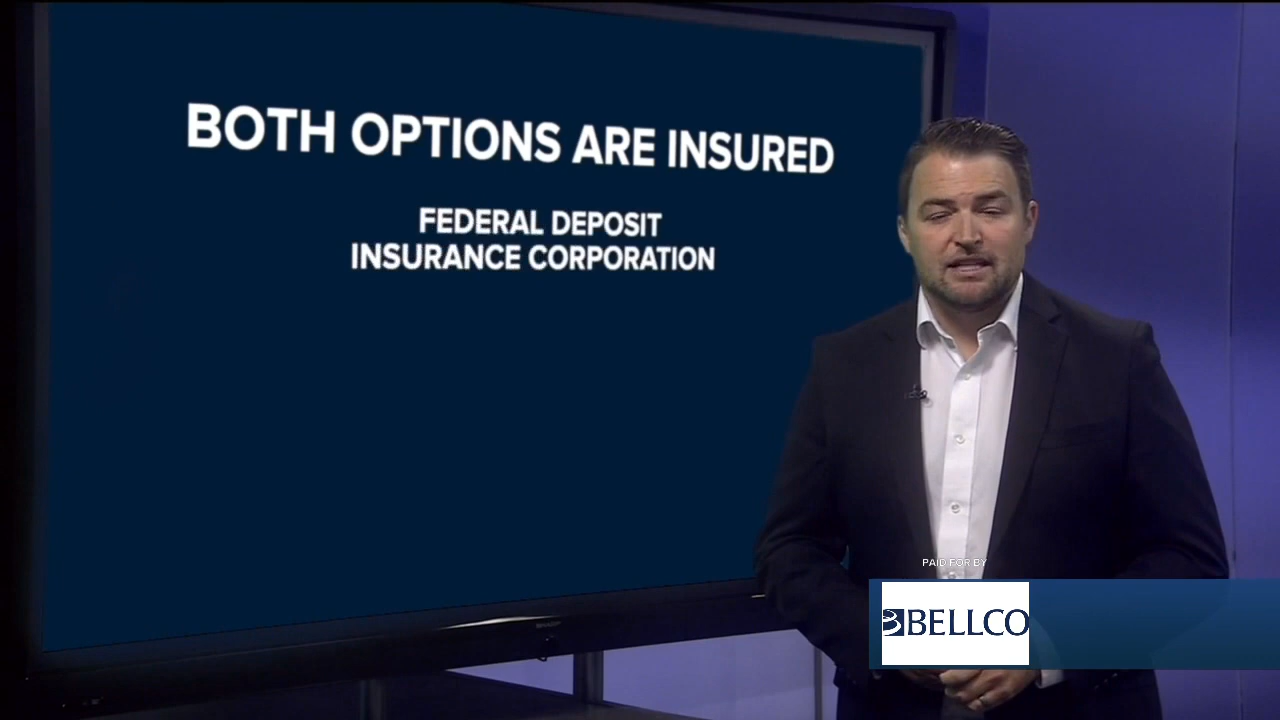 BOTH OPTIONS ARE INSURED
FEDERAL DEPOSIT
INSURANCE CORPORATION
PAID FOR BY
BELLCO